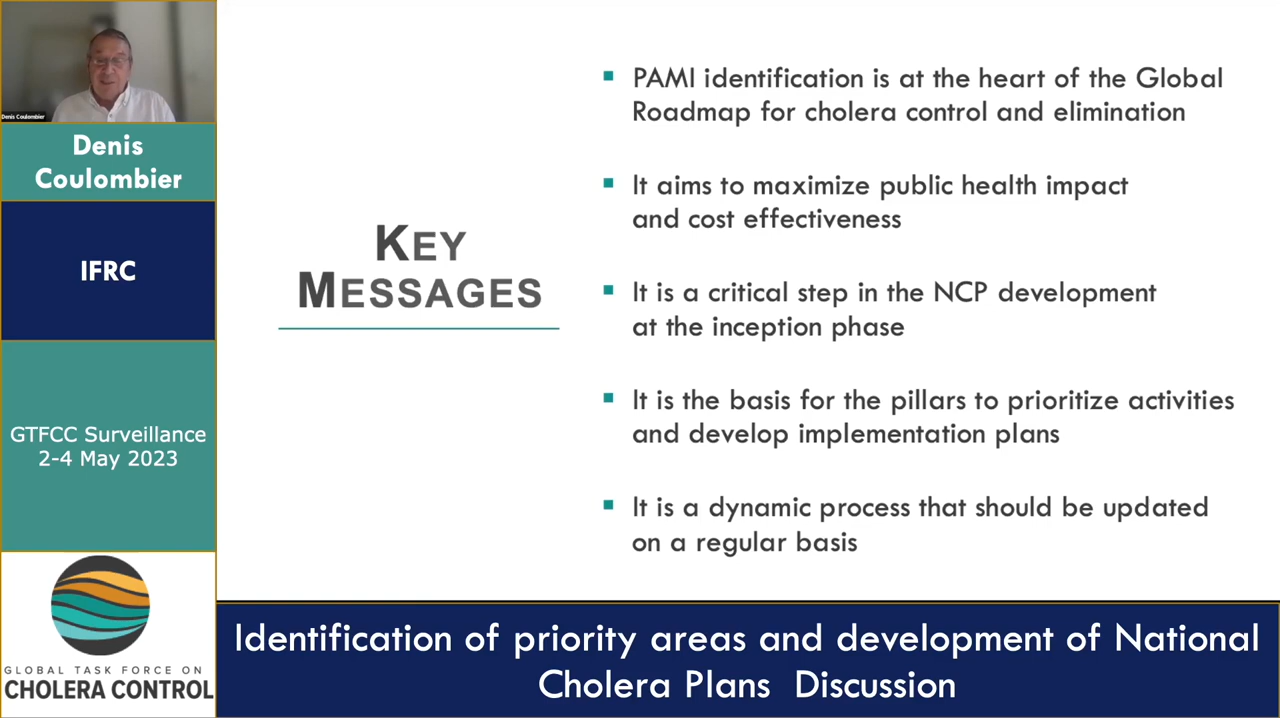 Denis Coulombier
Denis
Coulombier
IFRC
GTFCC Surveillance
2-4 May 2023
GLOBAL TASK FORCE ON
CHOLERA CONTROL
KEY
MESSAGES
▪ PAMI identification is at the heart of the Global
Roadmap for cholera control and elimination
▪ It aims to maximize public health impact
and cost effectiveness
▪ It is a critical step in the NCP development
at the inception phase
▪ It is the basis for the pillars to prioritize activities
and develop implementation plans
▪ It is a dynamic process that should be updated
on a regular basis
Identification of priority areas and development of National
Cholera Plans  Discussion